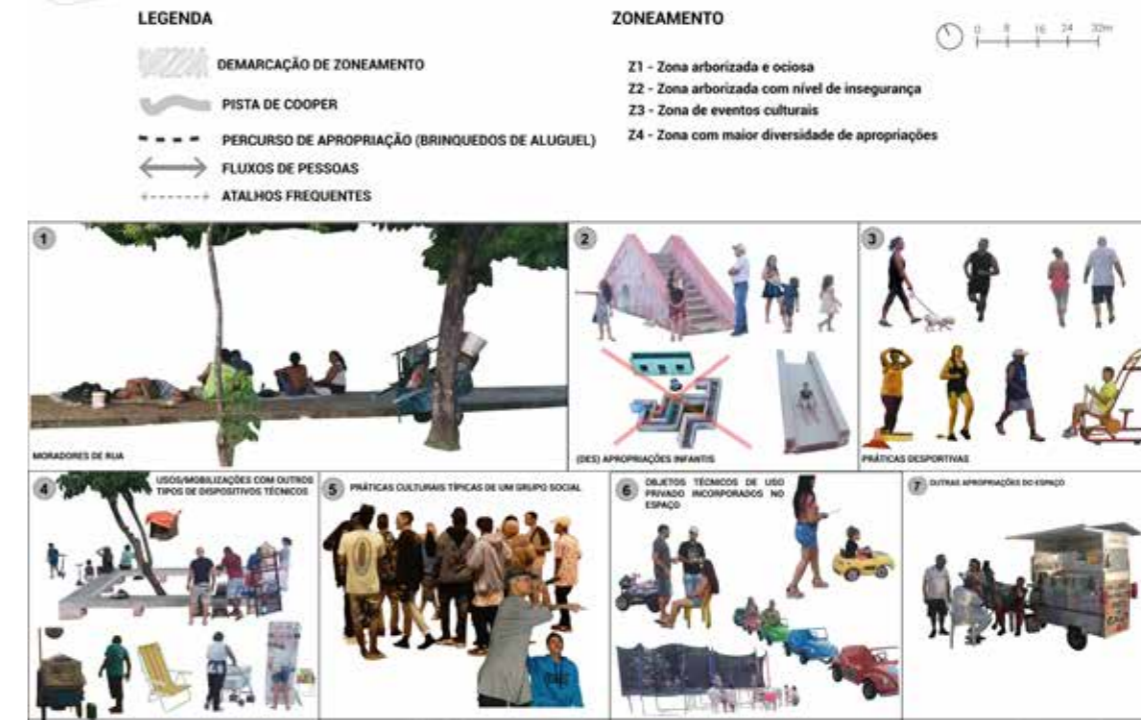 LEGENDA
DEMARCAÇÃO DE ZONEAMENTO
PISTA DE COOPER
PERCURSO DE APROPRIAÇÃO (BRINQUEDOS DE ALUGUEL)
FLUXOS DE PESSOAS
ATALHOS FREQUENTES
ZONEAMENTO
Z1 - Zona arborizada e ociosa
Z2 - Zona arborizada com nível de insegurança
Z3 - Zona de eventos culturais
Z4 - Zona com maior diversidade de apropriações
0 8 16 24 32m
1
MORADORES DE RUA
2
(DES) APROPRIAÇÕES INFANTIS
3
PRÁTICAS DESPORTIVAS
4
USOS/MOBILIZAÇÕES COM OUTROS
TIPOS DE DISPOSITIVOS TÉCNICOS
5
PRÁTICAS CULTURAIS TÍPICAS DE UM GRUPO SOCIAL
6
OBJETOS TÉCNICOS DE USO
PRIVADO INCORPORADOS NO
ESPAÇO
7
OUTRAS APROPRIAÇÕES DO ESPAÇO